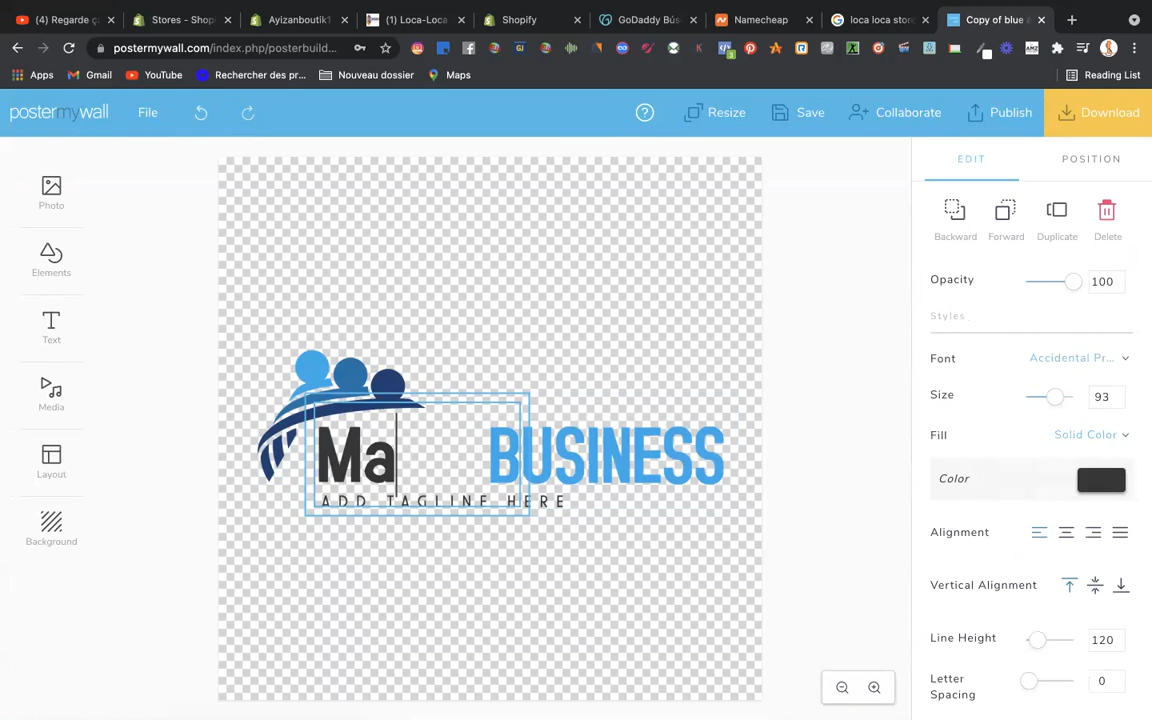 (4) Regarde ç
Stores - Shop
Ayizanboutik1
(1) Loca-Loca
Shopify
GoDaddy Bus
Namecheap
loca loca store
Copy of blue a
postermywall.com/index.php/posterbuild...
Apps
Gmail
YouTube
Rechercher des pr...
Nouveau dossier
Maps
Reading List
postermywall
File
Resize
Save
Collaborate
Publish
Download
Photo
Elements
Text
Media
Layout
Background
Ma
BUSINESS
ADD TAGLINE HERE
EDIT
POSITION
Backward
Forward
Duplicate
Delete
Opacity
100
Styles
Font
Accidental Pr...
Size
93
Fill
Solid Color
Color
Alignment
Vertical Alignment
Line Height
120
Letter
Spacing
0